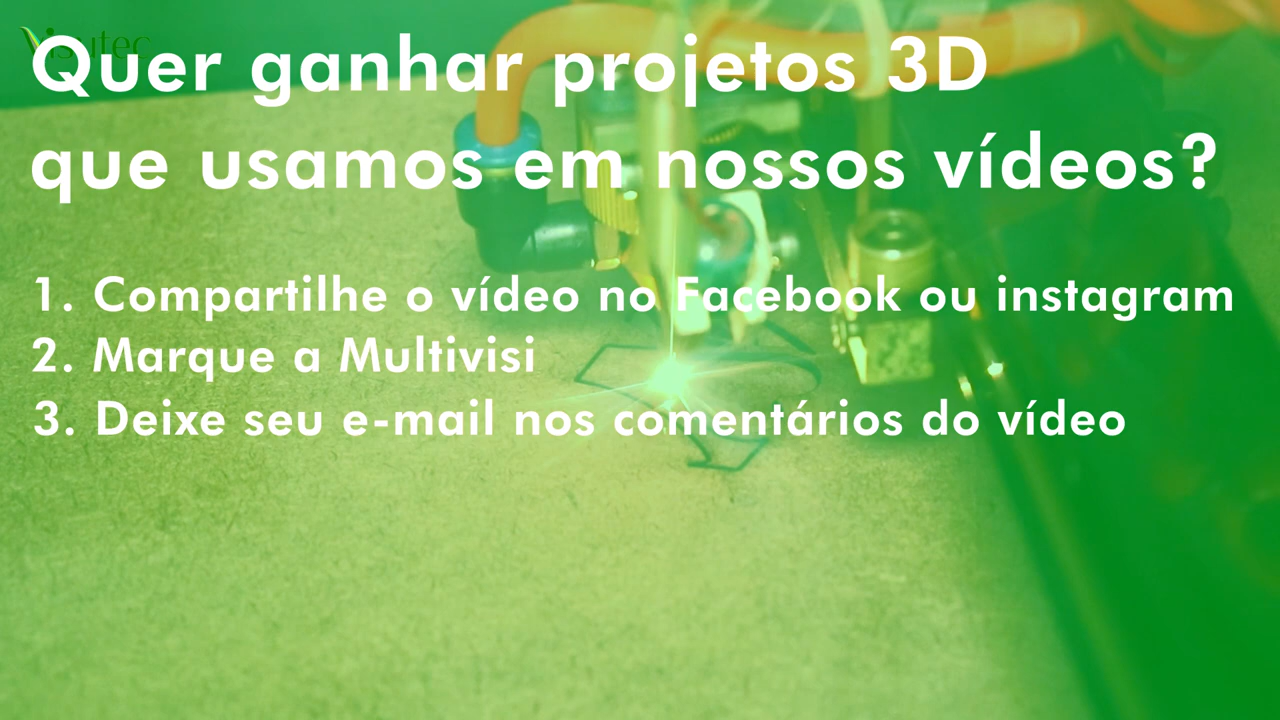 Visutec
Quer ganhar projetos 3D
que usamos em nossos vídeos?
1. Compartilhe o vídeo no Facebook ou instagram
2. Marque a Multivisi
3. Deixe seu e-mail nos comentários do vídeo